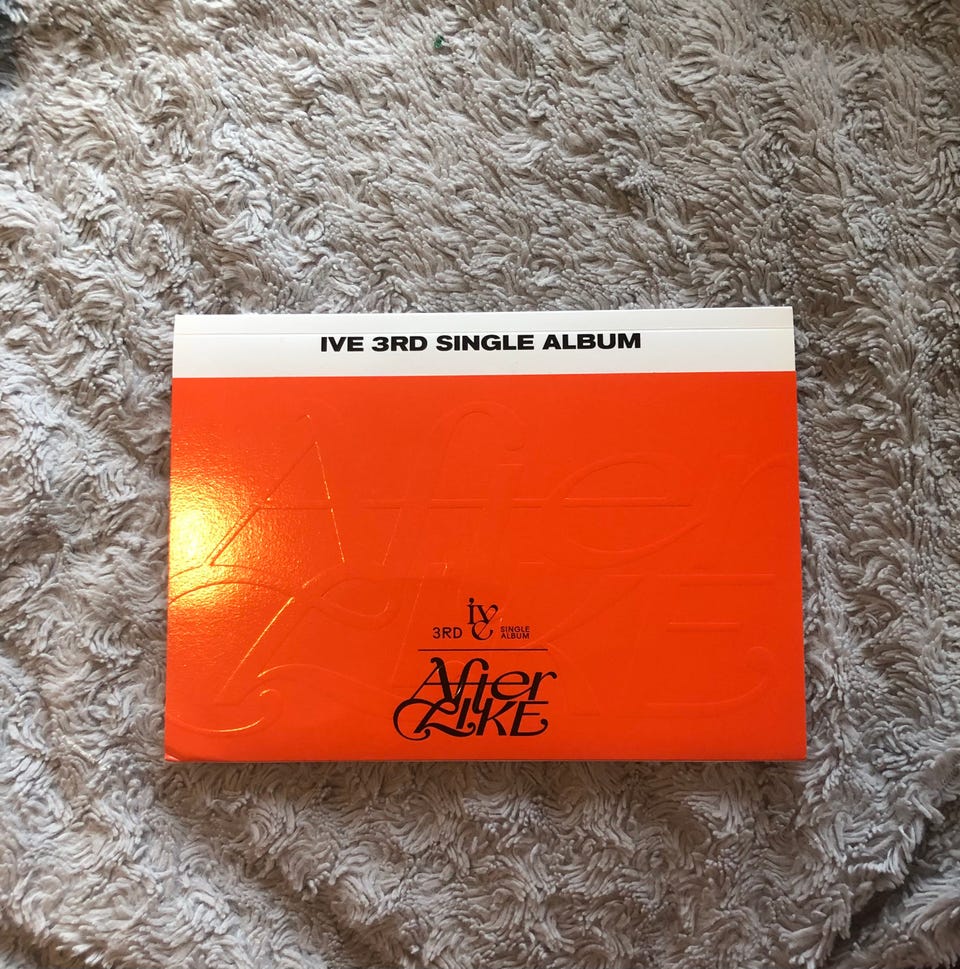 IVE 3RD SINGLE ALBUM
After
LIKE
3RD ive SINGLE
ALBUM
After
LIKE